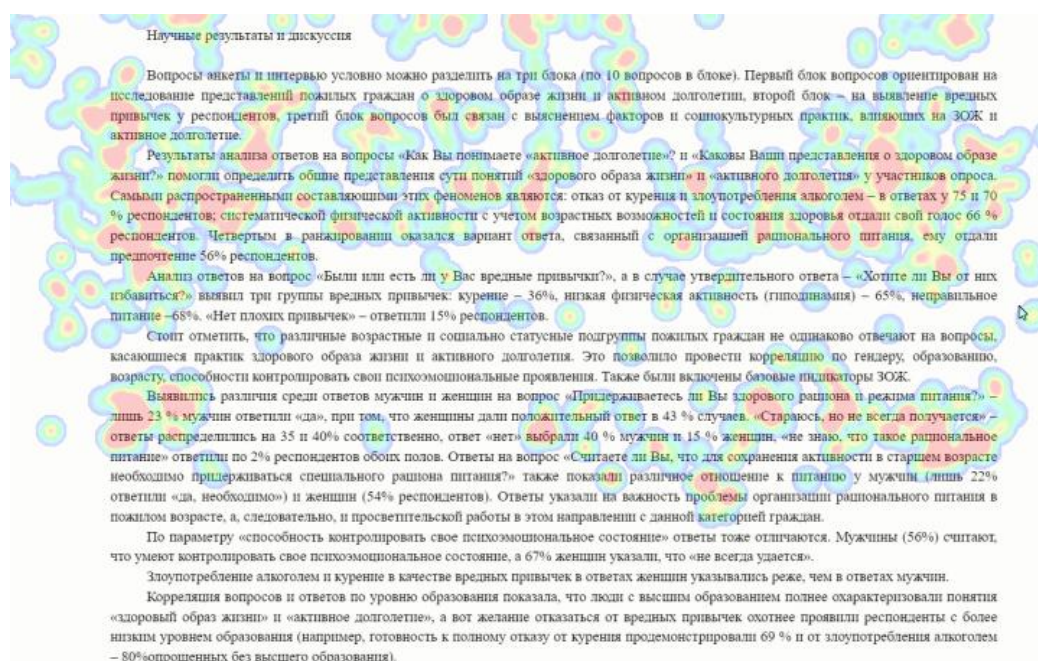 Научные результаты и дискуссия
Вопросы анкеты и интервью условно можно разделить на три блока (по 10 вопросов в блоке). Первый блок вопросов ориентирован на
исследование представлений пожилых граждан о здоровом образе жизни и активном долголетии, второй блок – на выявление вредных
привычек у респондентов, третий блок вопросов был связан с выяснением факторов и социокультурных практик, влияющих на ЗОЖ и
активное долголетие.
Результаты анализа ответов на вопросы «Как Вы понимаете «активное долголетие»? и «Каковы Ваши представления о здоровом образе
жизни?» помогли определить общие представления сути понятий «здорового образа жизни» и «активного долголетия» у участников опроса.
Самыми распространенными составляющими этих феноменов являются: отказ от курения и злоупотребления алкоголем – в ответах у 75 и 70
% респондентов; систематической физической активности с учетом возрастных возможностей и состояния здоровья отдали свой голос 66 %
респондентов. Четвертым в ранжировании оказался вариант ответа, связанный с организацией рационального питания, ему отдали
предпочтение 56% респондентов.
Анализ ответов на вопрос «Были или есть ли у Вас вредные привычки?», а в случае утвердительного ответа – «Хотите ли Вы от них
избавиться?» выявил три группы вредных привычек: курение – 36%, низкая физическая активность (гиподинамия) – 65%, неправильное
питание –68%. «Нет плохих привычек» – ответили 15% респондентов.
Стоит отметить, что различные возрастные и социально статусные подгруппы пожилых граждан не одинаково отвечают на вопросы,
касающиеся практик здорового образа жизни и активного долголетия. Это позволило провести корреляцию по гендеру, образованию,
возрасту, способности контролировать свои психоэмоциональные проявления. Также были включены базовые индикаторы ЗОЖ.
Выявились различия среди ответов мужчин и женщин на вопрос «Придерживаетесь ли Вы здорового рациона и режима питания?» –
лишь 23 % мужчин ответили «да», при том, что женщины дали положительный ответ в 43 % случаев. «Стараюсь, но не всегда получается» –
ответы распределились на 35 и 40% соответственно, ответ «нет» выбрали 40 % мужчин и 15 % женщин, «не знаю, что такое рациональное
питание» ответили по 2% респондентов обоих полов. Ответы на вопрос «Считаете ли Вы, что для сохранения активности в старшем возрасте
необходимо придерживаться специального рациона питания?» также показали различное отношение к питанию у мужчин (лишь 22%
ответили «да, необходимо») и женщин (54% респондентов). Ответы указали на важность проблемы организации рационального питания в
пожилом возрасте, а, следовательно, и просветительской работы в этом направлении с данной категорией граждан.
По параметру «способность контролировать свое психоэмоциональное состояние» ответы тоже отличаются. Мужчины (56%) считают,
что умеют контролировать свое психоэмоциональное состояние, а 67% женщин указали, что «не всегда удается».
Злоупотребление алкоголем и курение в качестве вредных привычек в ответах женщин указывались реже, чем в ответах мужчин.
Корреляция вопросов и ответов по уровню образования показала, что люди с высшим образованием полнее охарактеризовали понятия
«здоровый образ жизни» и «активное долголетие», а вот желание отказаться от вредных привычек охотнее проявили респонденты с более
низким уровнем образования (например, готовность к полному отказу от курения продемонстрировали 69 % и от злоупотребления алкоголем
– 80%опрошенных без высшего образования).